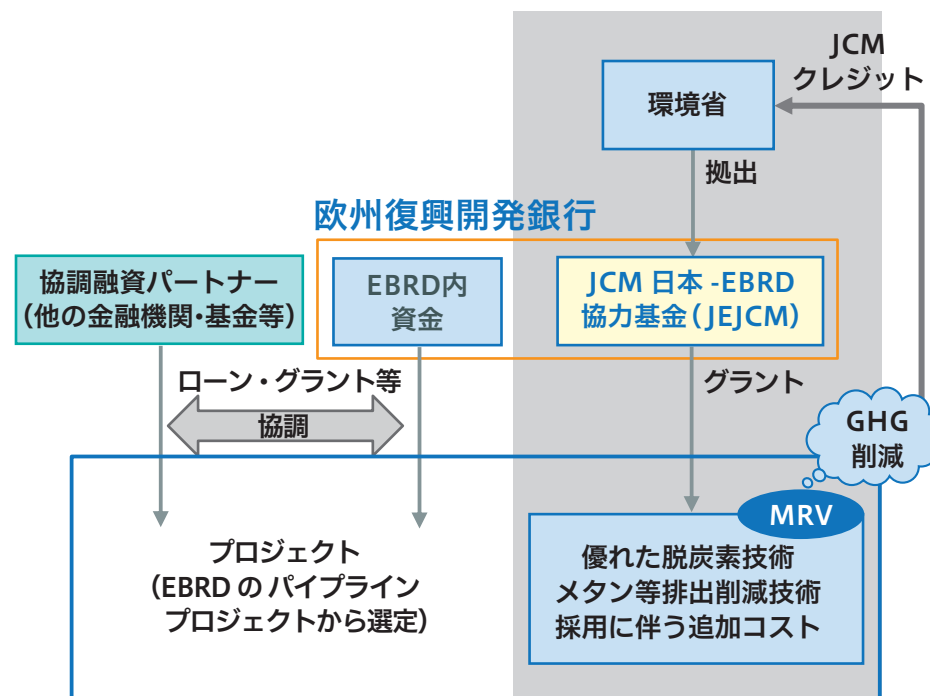 JCM
クレジット
環境省
拠出
欧州復興開発銀行
協調融資パートナー
（他の金融機関・基金等）
EBRD内
資金
JCM 日本 -EBRD
協力基金（JEJCM）
ローン・グラント等
協調
グラント
GHG
削減
MRV
プロジェクト
（EBRD のパイプライン
プロジェクトから選定）
優れた脱炭素技術
メタン等排出削減技術
採用に伴う追加コスト